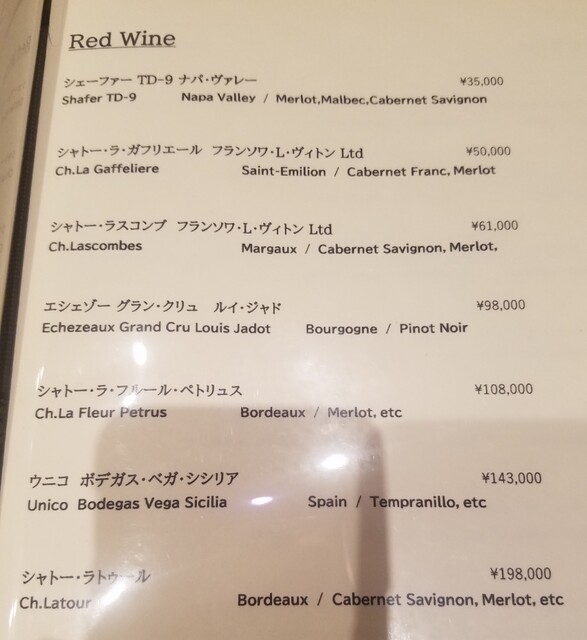 Red Wine
シェーファー TD-9 ナパ・ヴァレー ¥35,000
Shafer TD-9 Napa Valley / Merlot,Malbec,Cabernet Savignon
シャトー・ラ・ガフリエール フランソワ・L・ヴィトン Ltd ¥50,000
Ch.La Gaffeliere Saint-Emilion / Cabernet Franc, Merlot
シャトー・ラスコンブ フランソワ・L・ヴィトン Ltd ¥61,000
Ch.Lascombes Margaux / Cabernet Savignon, Merlot,
エシェゾー グラン・クリュ ルイ・ジャド ¥98,000
Echezeaux Grand Cru Louis Jadot Bourgogne / Pinot Noir
シャトー・ラ・フルール・ペトリュス ¥108,000
Ch.La Fleur Petrus Bordeaux / Merlot, etc
ウニコ ボデガス・ベガ・シシリア ¥143,000
Unico Bodegas Vega Sicilia Spain / Tempranillo, etc
シャトー・ラトゥール ¥198,000
Ch.Latour Bordeaux / Cabernet Savignon, Merlot, etc